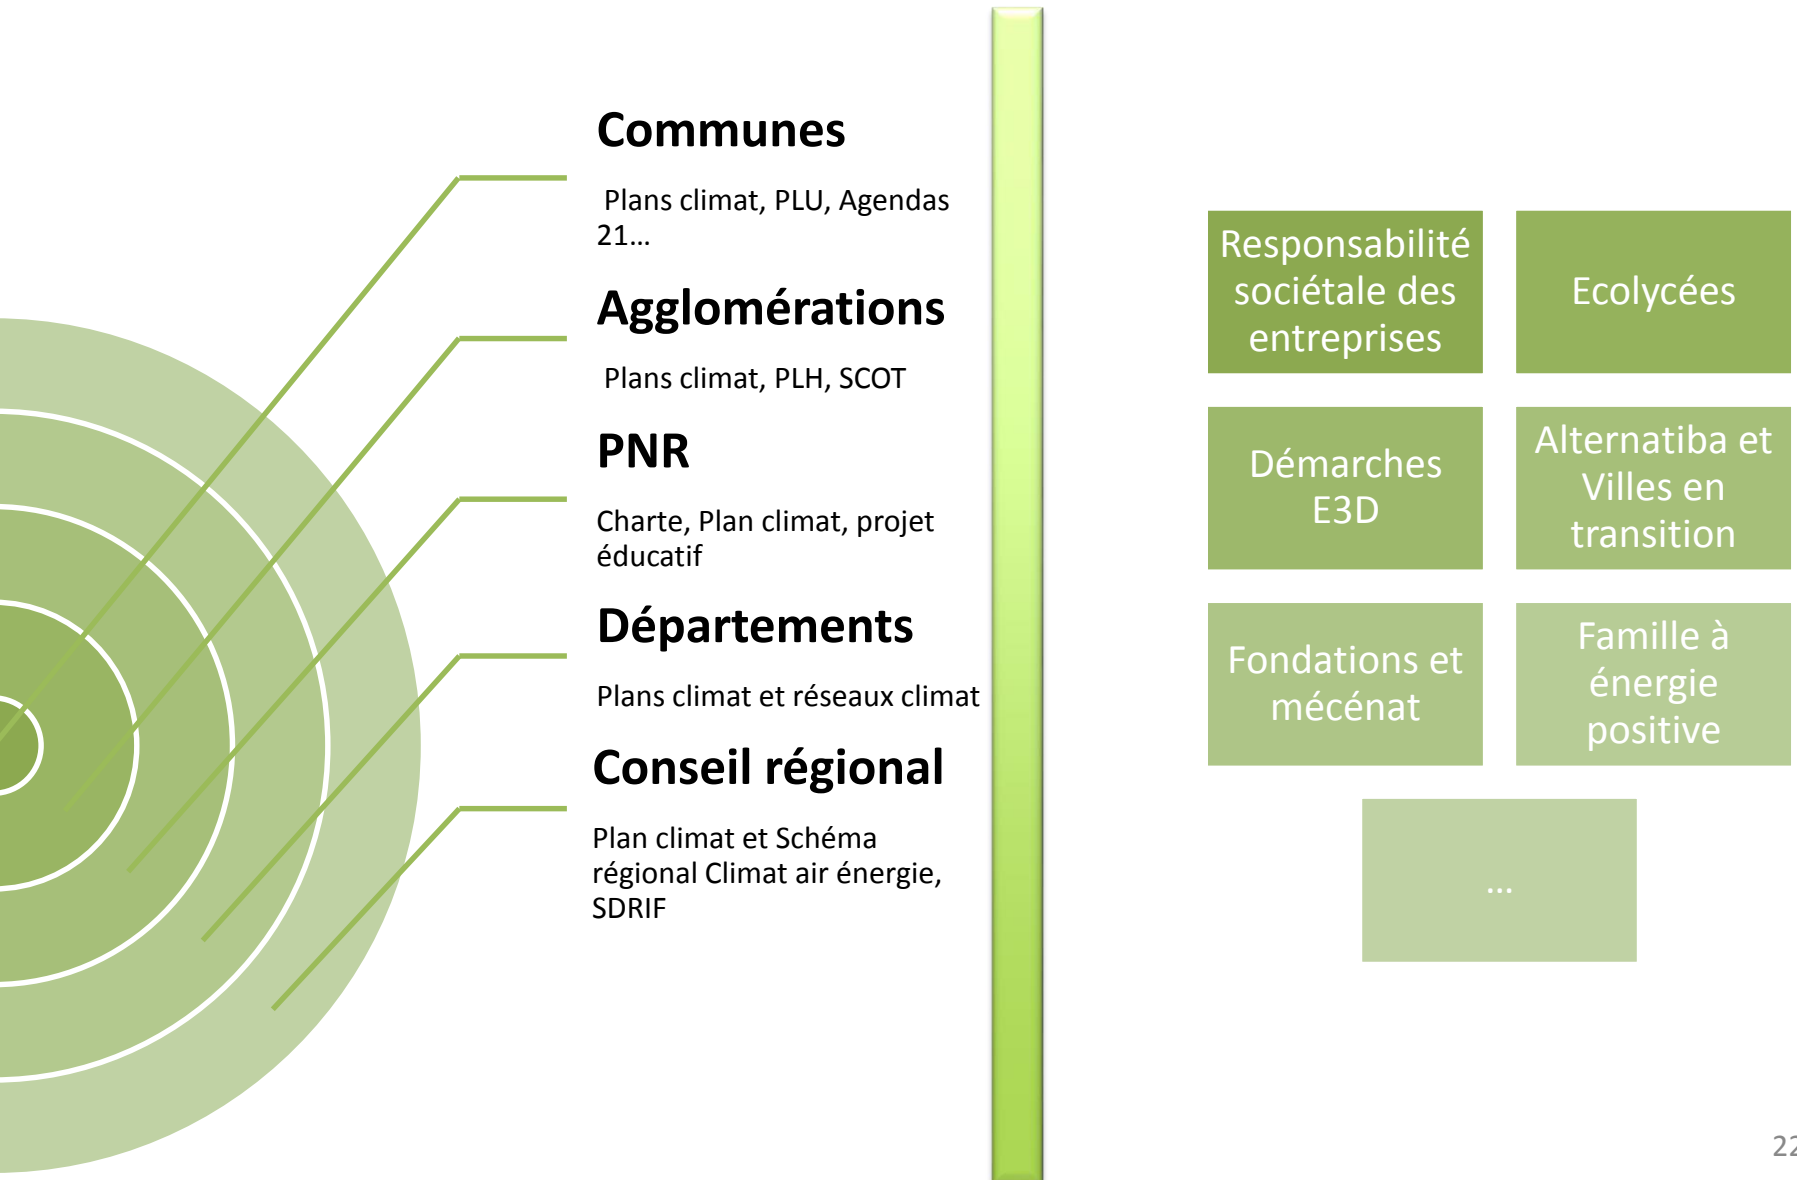 Communes
Plans climat, PLU, Agendas
21...
Agglomérations
Plans climat, PLH, SCOT
PNR
Charte, Plan climat, projet
éducatif
Départements
Plans climat et réseaux climat
Conseil régional
Plan climat et Schéma
régional Climat air énergie,
SDRIF
Responsabilité
sociétale des
entreprises
Ecolycées
Démarches
E3D
Alternatiba et
Villes en
transition
Fondations et
mécénat
Famille à
énergie
positive
...
22